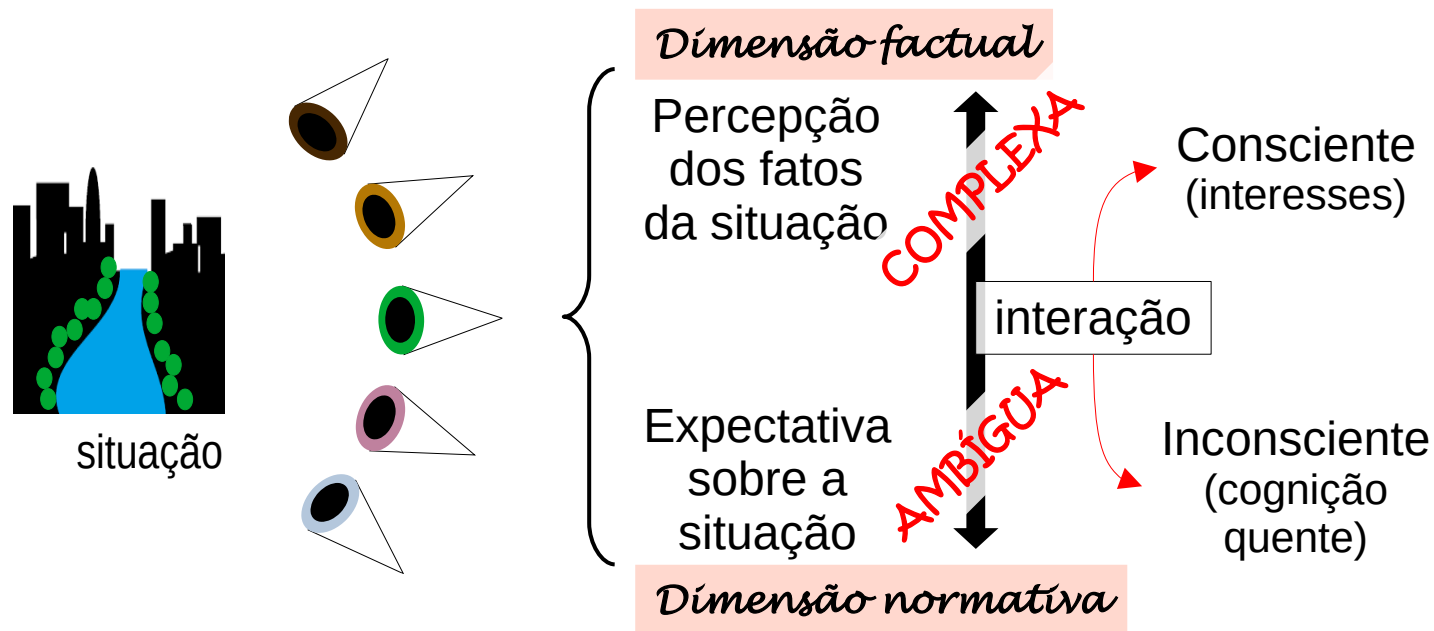 Dimensão factual
Percepção
dos fatos
da situação
COMPLEXA
Consciente
(interesses)
interação
situação
Expectativa
sobre a
situação
AMBÍGUA
Inconsciente
(cognição
quente)
Dimensão normativa